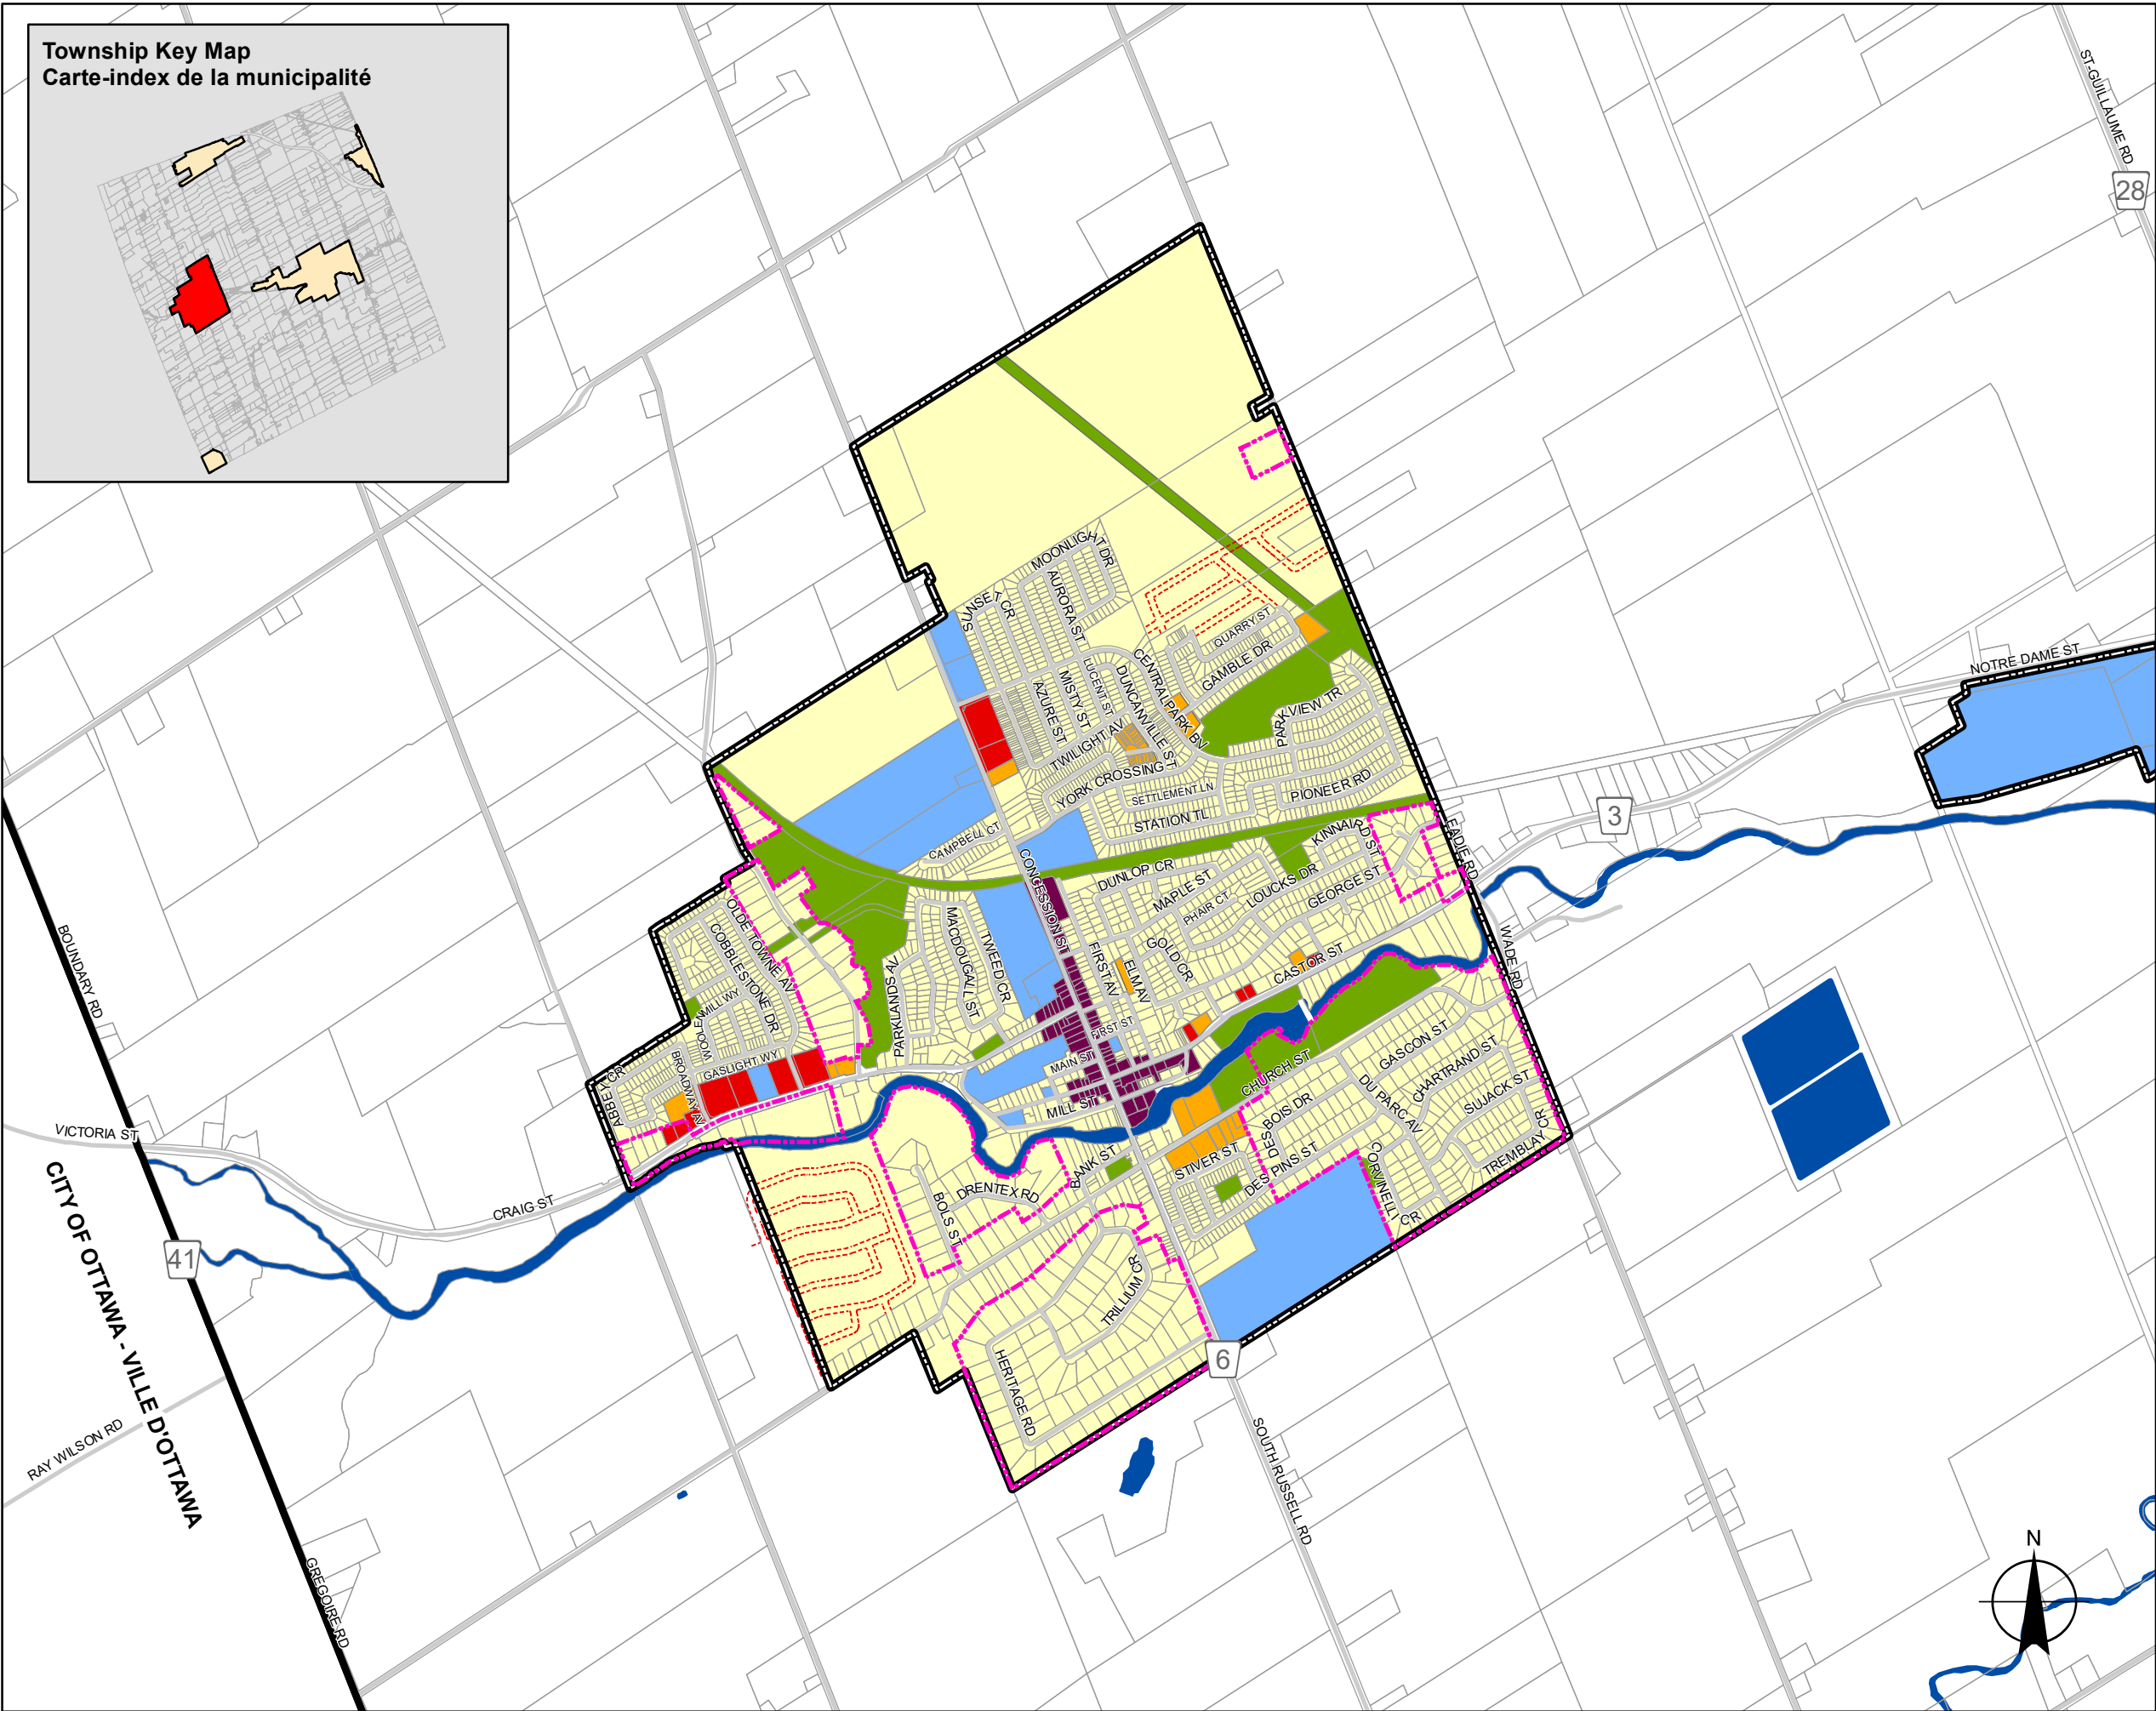 Township Key Map
Carte-index de la municipalité
ST-GUILLAUME RD
28
MOONLIGHT DR
SUNSET CR
AURORA ST
QUARRY ST
GAMBLE DR
CENTRAL PARK BV
LUCENT ST
DUNCANVILLE ST
MISTY ST
AZURE ST
TWILIGHT AV
PARKVIEW TR
YORK CROSSING
SETTLEMENT LN
PIONEER RD
STATION TL
NOTRE DAME ST
3
CAMPBELL CT
CONCESSION ST
KINNAIRD ST
EADIE RD
DUNLOP CR
MAPLE ST
PHAIR CT
LOUCKS DR
GEORGE ST
OLDE TOWNE AV
COBBLESTONE DR
MACDOUGALL ST
TWEED CR
PARKLANDS AV
FIRST AV
ELM AV
GOLD CR
CASTOR ST
WADE RD
BOUNDARY RD
WOOLEN MILL WY
GASLIGHT WY
BROADWAY AV
ABBEY CR
FIRST ST
MAIN ST
MILL ST
CHURCH ST
GASCON ST
CHARTRAND ST
SUJACK ST
DU PARC AV
DES BOIS DR
STIVER ST
DES PINS ST
CORVINELLI CR
TREMBLAY CR
BANK ST
DRENTEX RD
BOLS ST
TRILLIUM CR
HERITAGE RD
VICTORIA ST
CRAIG ST
41
CITY OF OTTAWA - VILLE D'OTTAWA
RAY WILSON RD
GREGOIRE RD
6
SOUTH RUSSELL RD
N